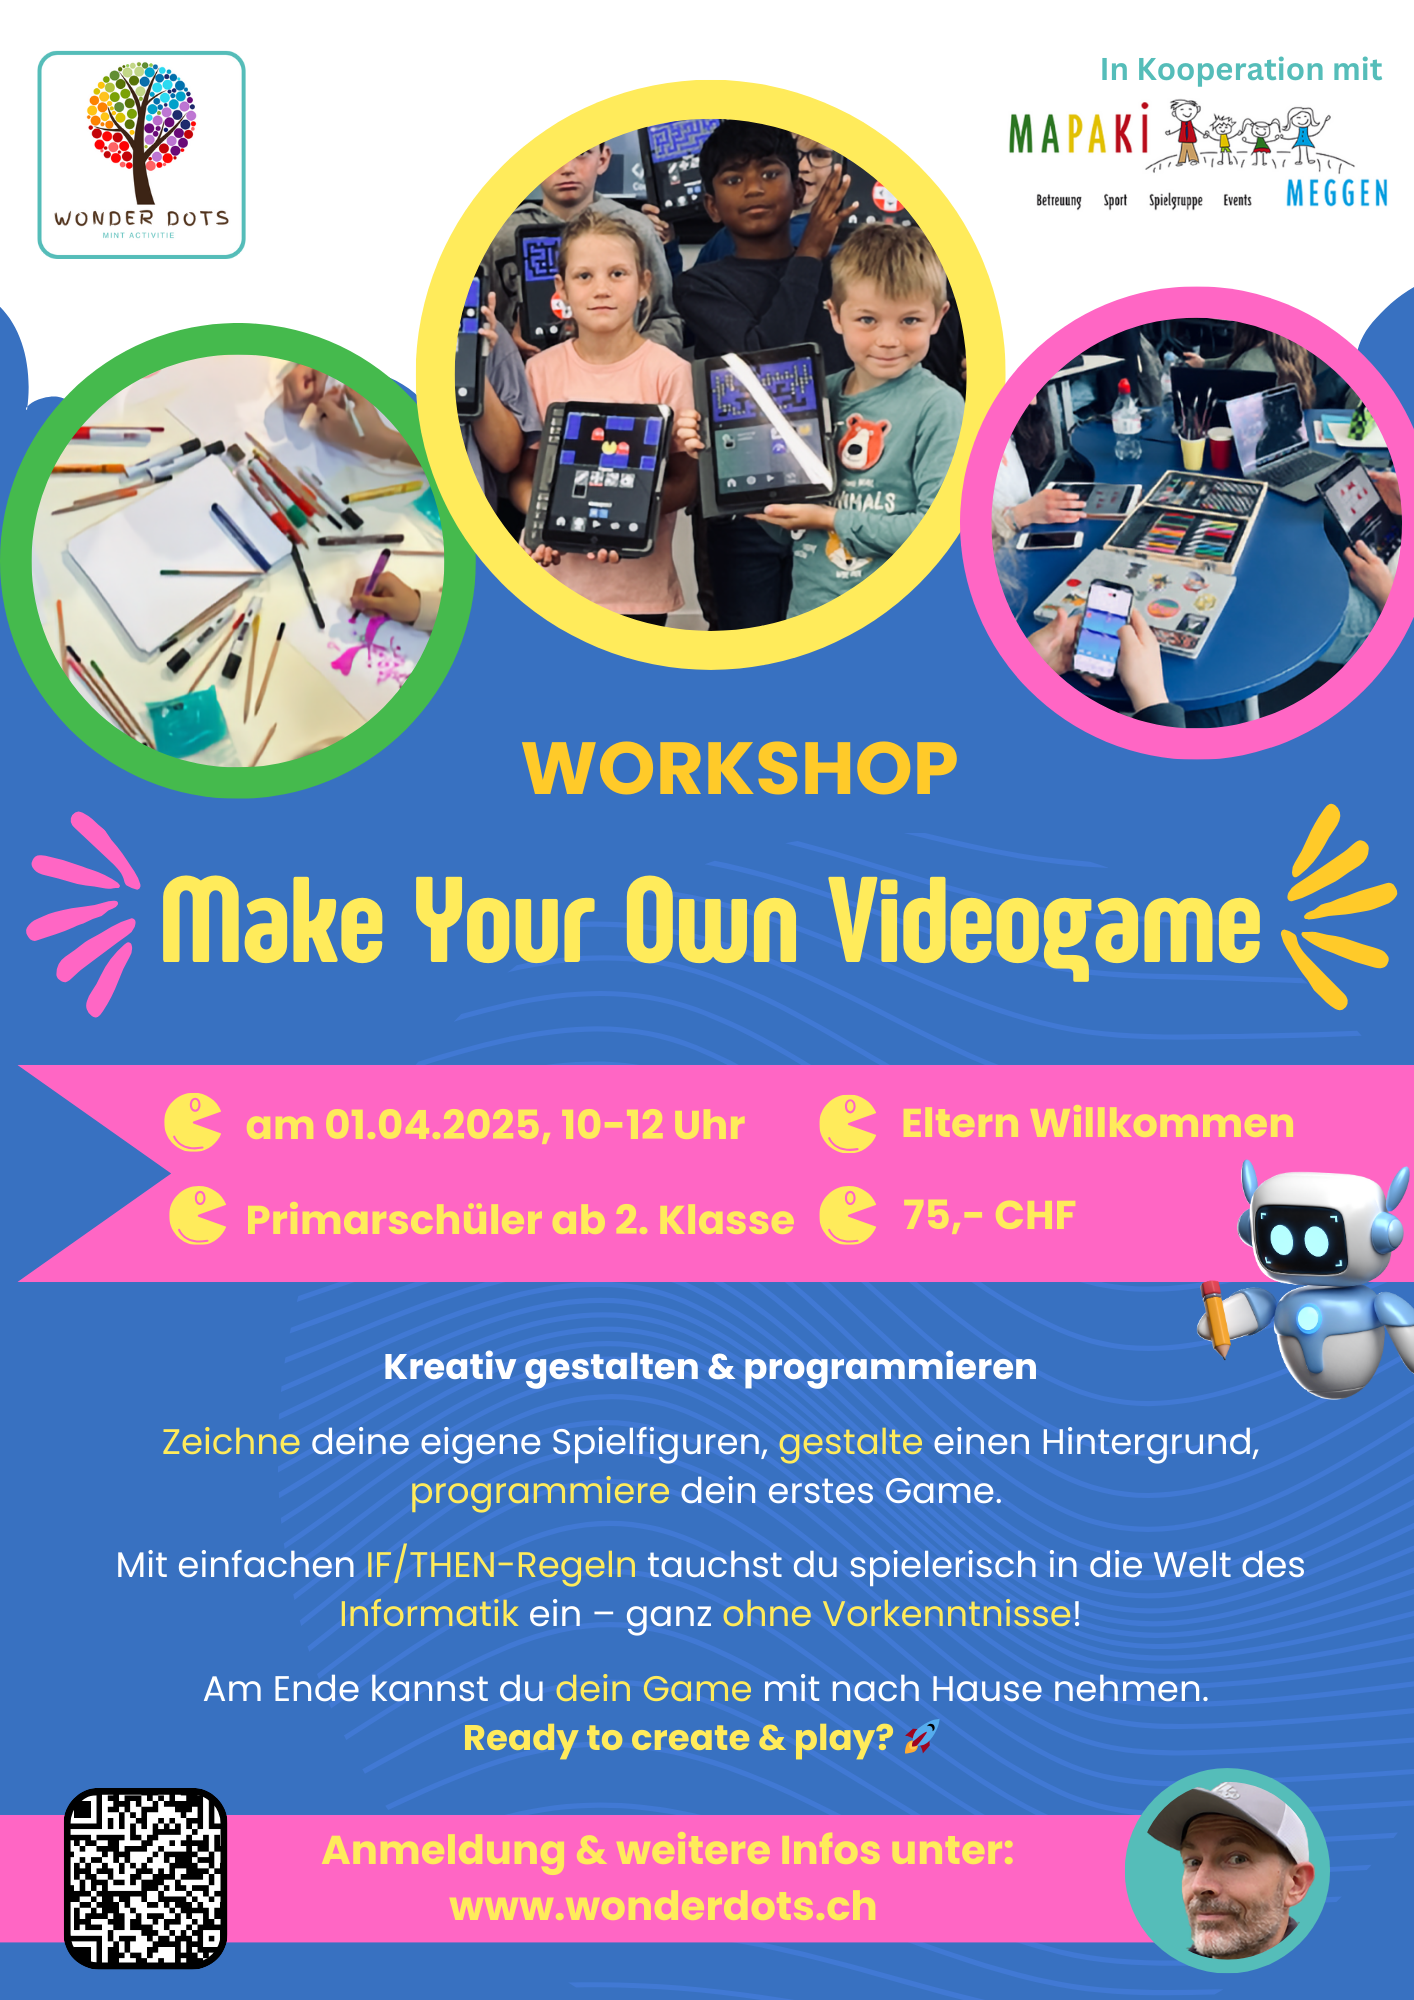 WONDER DOTS
MINT ACTIVITIE
In Kooperation mit
MAPAKI
Betreuung Sport Spielgruppe Events
MEGGEN
WORKSHOP
Make Your Own Videogame
am 01.04.2025, 10-12 Uhr
Eltern Willkommen
Primarschüler ab 2. Klasse
75,- CHF
Kreativ gestalten & programmieren
Zeichne deine eigene Spielfiguren, gestalte einen Hintergrund,
programmiere dein erstes Game.
Mit einfachen IF/THEN-Regeln tauchst du spielerisch in die Welt des
Informatik ein – ganz ohne Vorkenntnisse!
Am Ende kannst du dein Game mit nach Hause nehmen.
Ready to create & play? 🚀
Anmeldung & weitere Infos unter:
www.wonderdots.ch